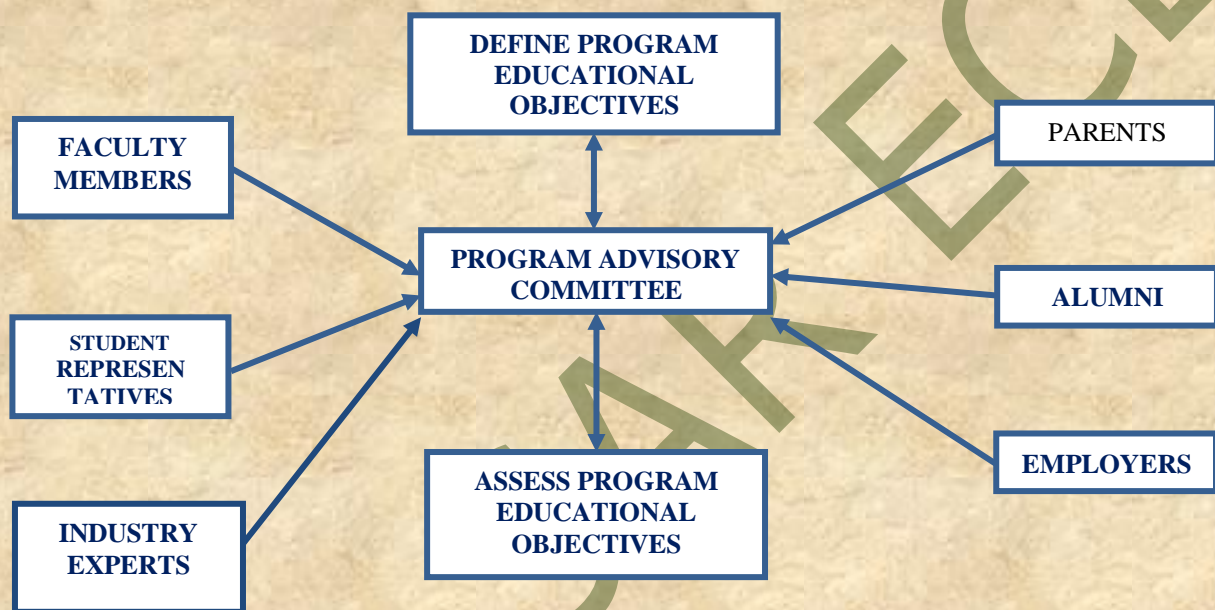 DEFINE PROGRAM
EDUCATIONAL
OBJECTIVES
FACULTY
MEMBERS
PARENTS
PROGRAM ADVISORY
COMMITTEE
ALUMNI
STUDENT
REPRESEN
TATIVES
EMPLOYERS
ASSESS PROGRAM
EDUCATIONAL
OBJECTIVES
INDUSTRY
EXPERTS